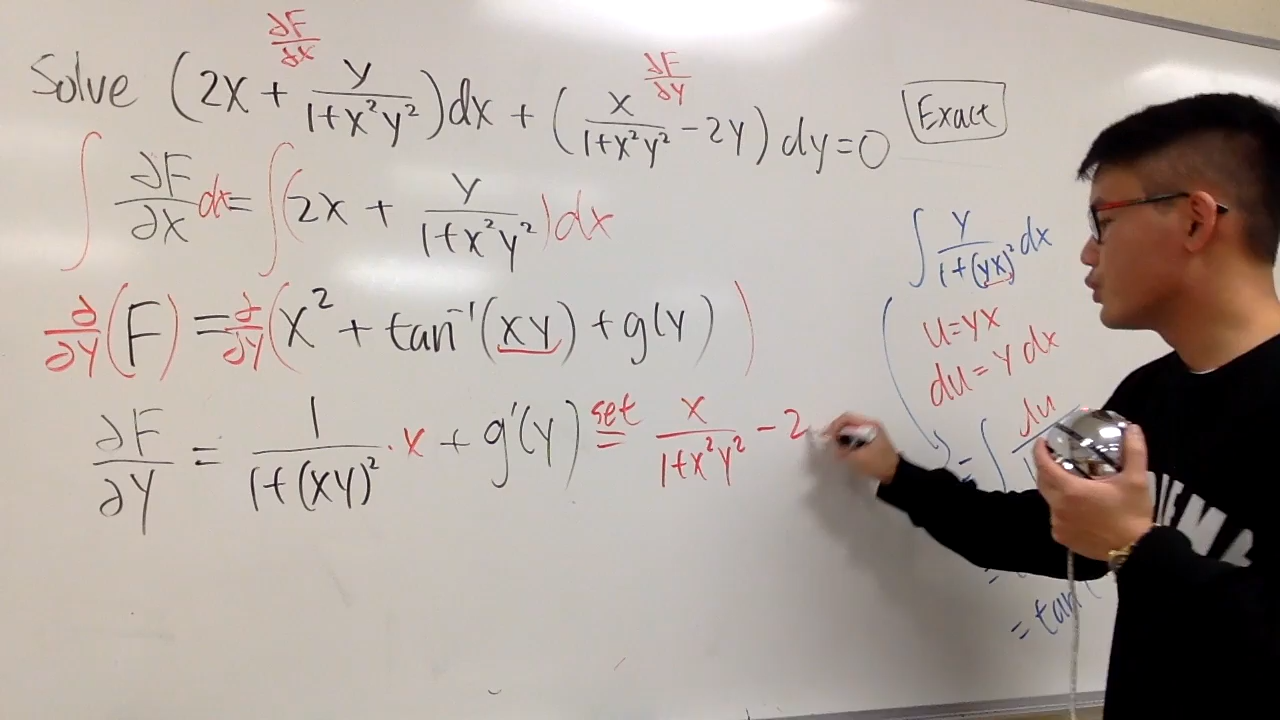 ∂F/∂x ∂F/∂y
Solve (2x + y/(1+x²y²))dx + (x/(1+x²y²) - 2y)dy = 0
Exact
∫ ∂F/∂x dx = ∫(2x + y/(1+x²y²))dx
∂/∂y (F) = ∂/∂y (x² + tan⁻¹(xy) + g(y))
∂F/∂y = 1/(1+(xy)²) · x + g'(y) set = x/(1+x²y²) - 2
∫ y/(1+(yx)²) dx
u = yx
du = y dx
= ∫ du
= tan